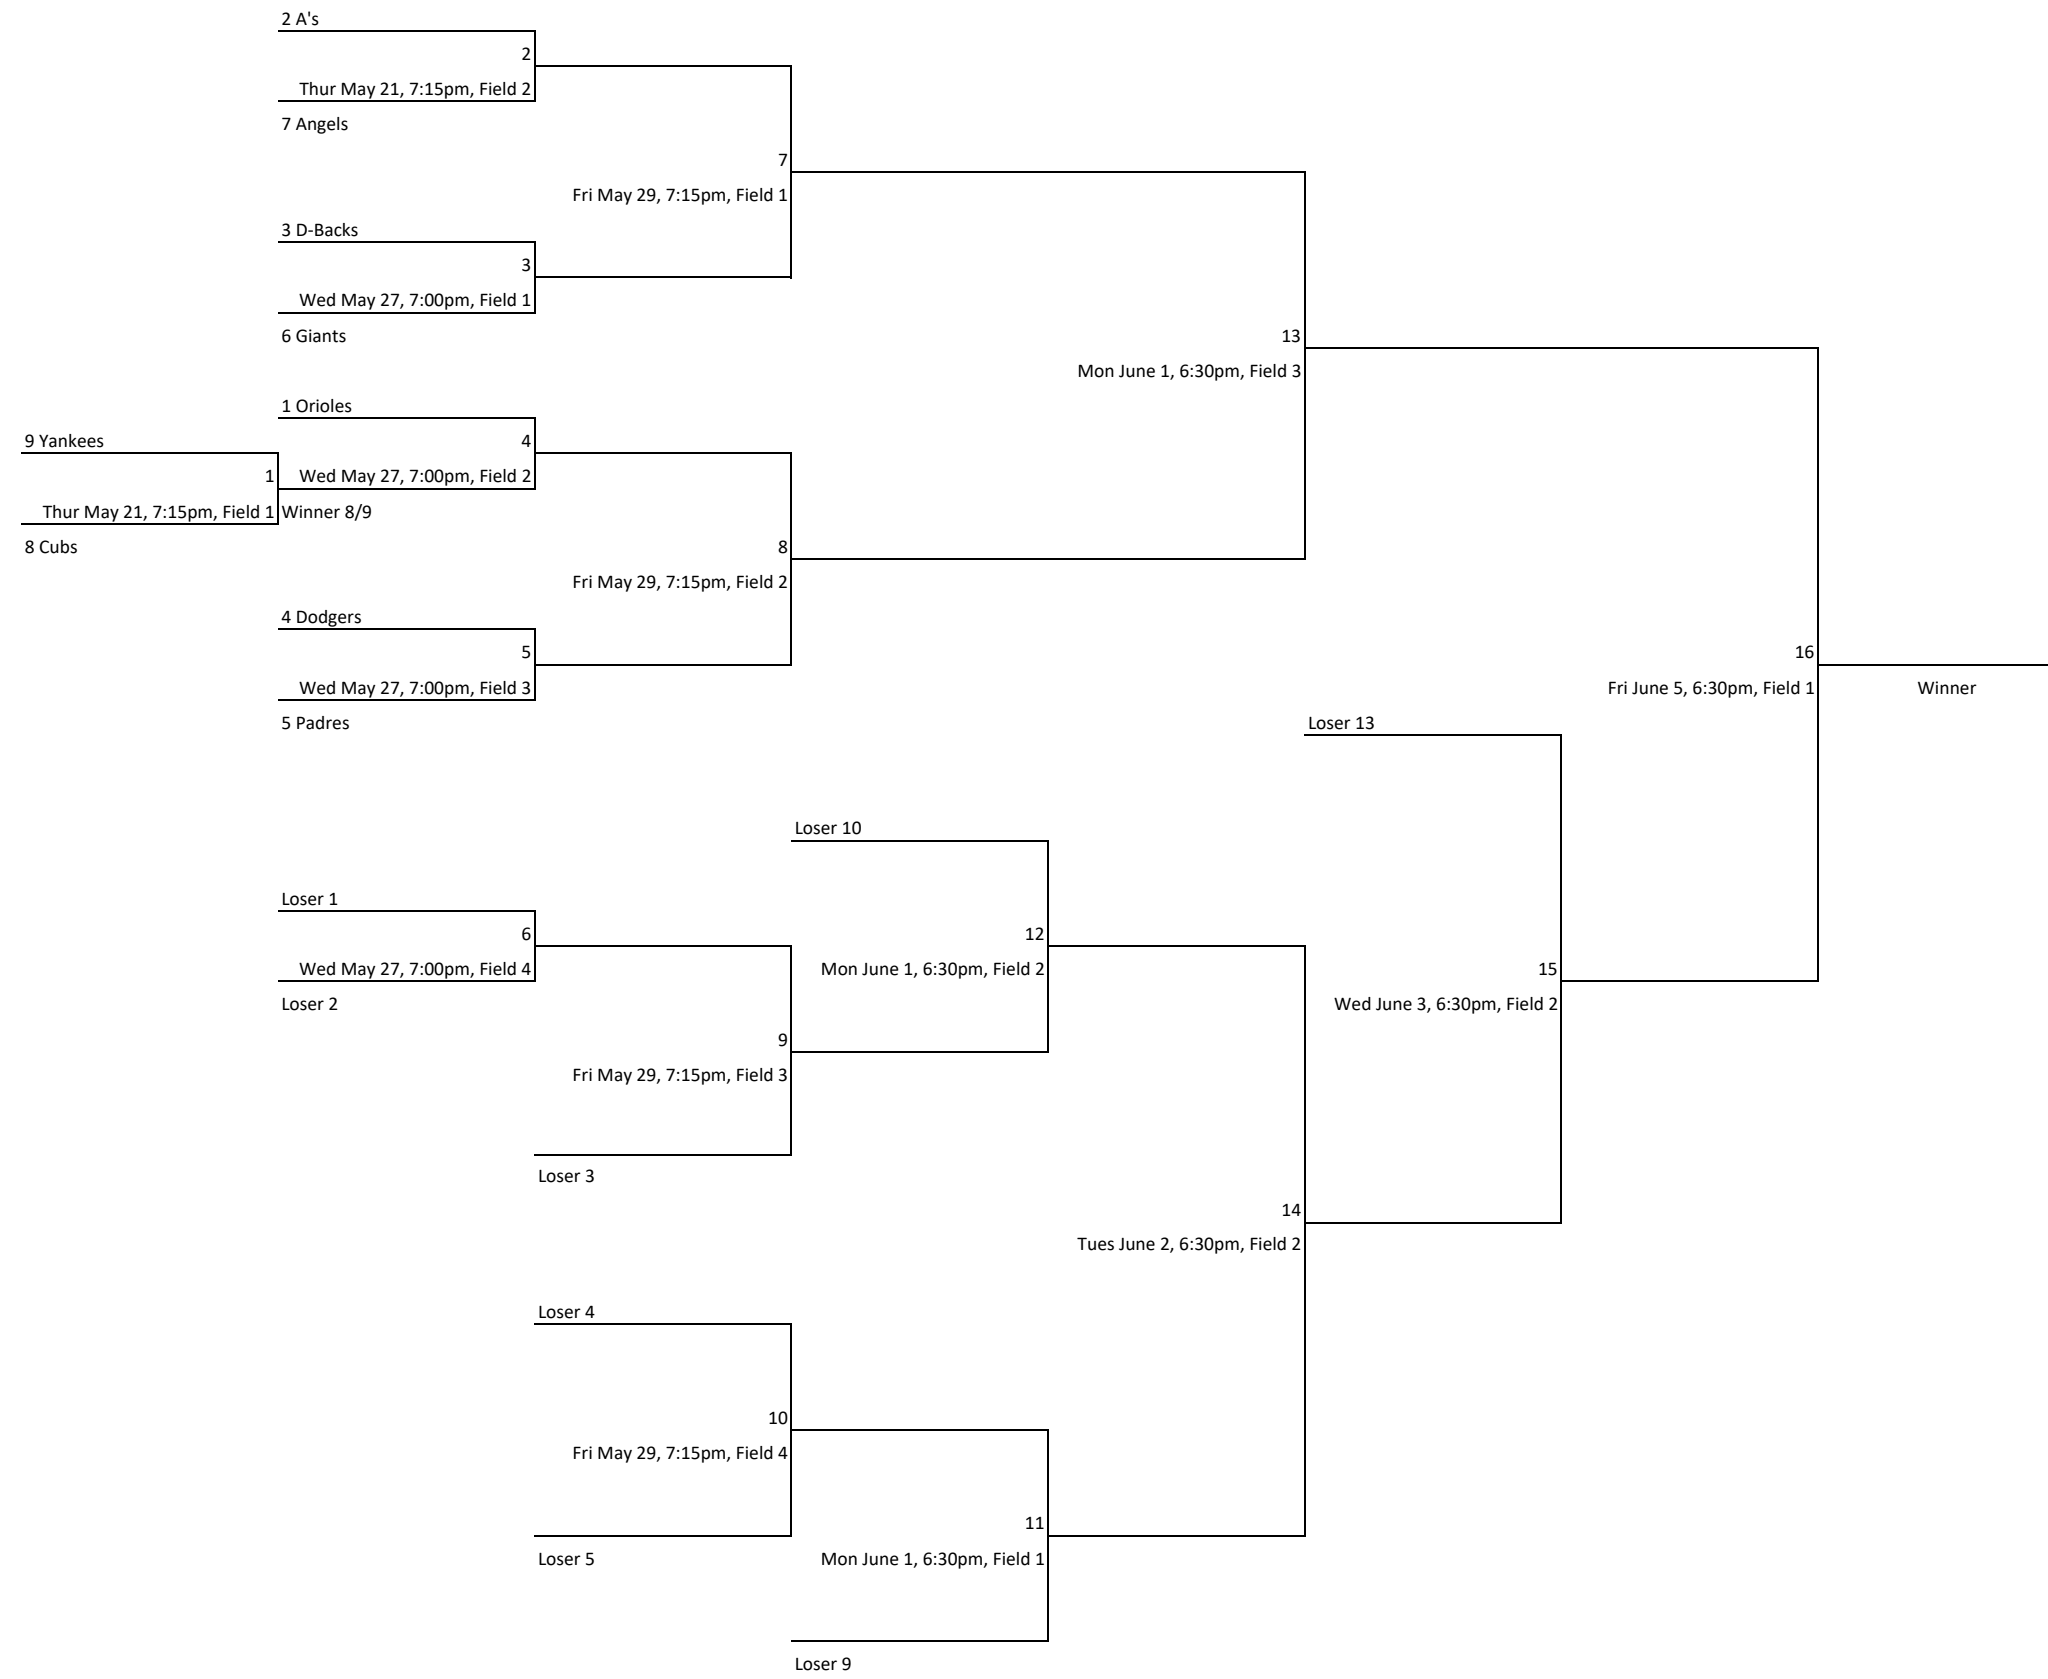 2 A's
2
Thur May 21, 7:15pm, Field 2
7 Angels
7
Fri May 29, 7:15pm, Field 1
3 D-Backs
3
Wed May 27, 7:00pm, Field 1
6 Giants
13
Mon June 1, 6:30pm, Field 3
1 Orioles
9 Yankees
4
1
Wed May 27, 7:00pm, Field 2
Thur May 21, 7:15pm, Field 1
Winner 8/9
8 Cubs
8
Fri May 29, 7:15pm, Field 2
4 Dodgers
5
16
Wed May 27, 7:00pm, Field 3
Fri June 5, 6:30pm, Field 1
Winner
5 Padres
Loser 13
Loser 10
Loser 1
6
12
Wed May 27, 7:00pm, Field 4
Mon June 1, 6:30pm, Field 2
15
Loser 2
Wed June 3, 6:30pm, Field 2
9
Fri May 29, 7:15pm, Field 3
Loser 3
14
Tues June 2, 6:30pm, Field 2
Loser 4
10
Fri May 29, 7:15pm, Field 4
11
Loser 5
Mon June 1, 6:30pm, Field 1
Loser 9